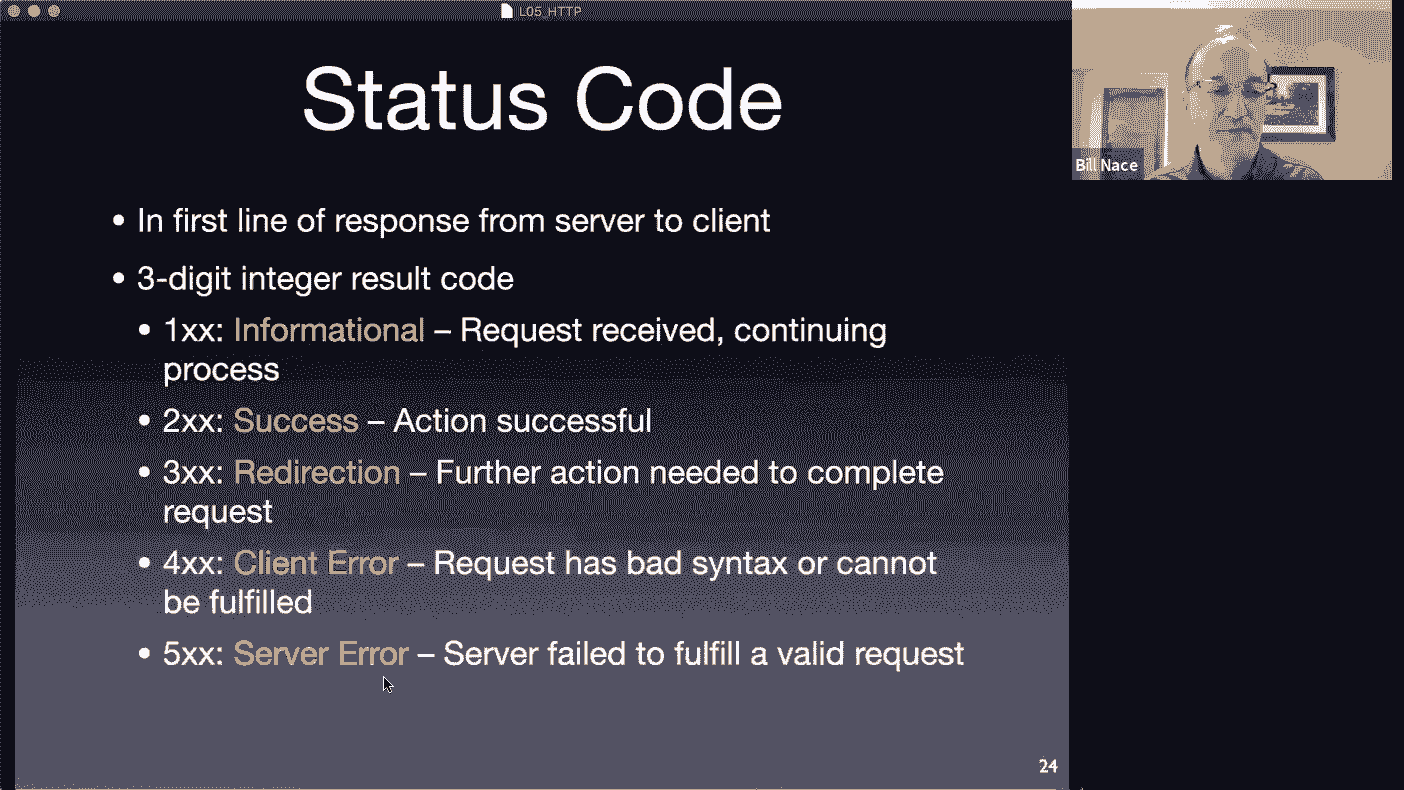 L05_HTTP
Status Code
Bill Nace
• In first line of response from server to client
• 3-digit integer result code
• 1xx: Informational – Request received, continuing
process
• 2xx: Success – Action successful
• 3xx: Redirection – Further action needed to complete
request
• 4xx: Client Error – Request has bad syntax or cannot
be fulfilled
• 5xx: Server Error – Server failed to fulfill a valid request
24